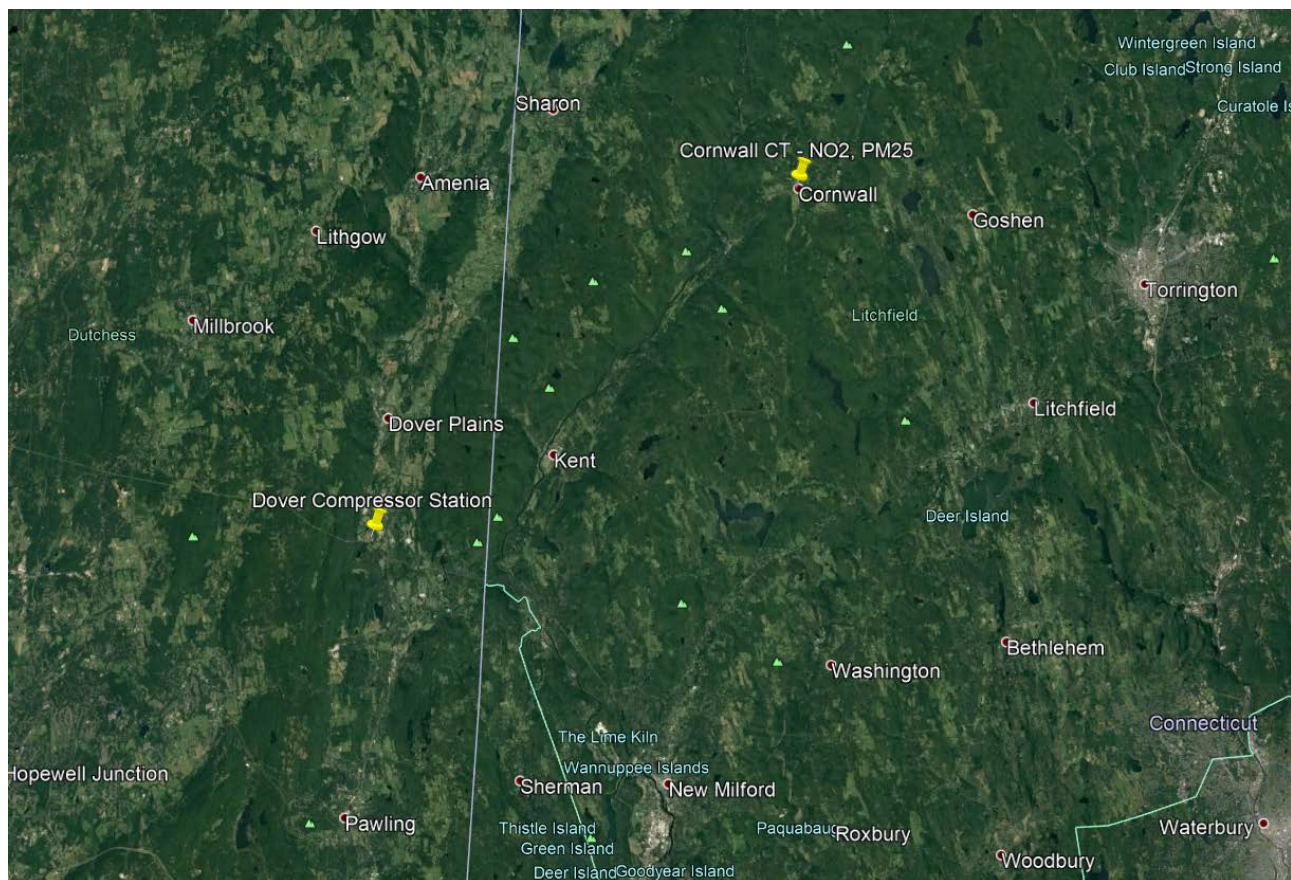 Wintergreen Island
Club Island
Strong Island
Curatole Is
Sharon
Cornwall CT - NO2, PM25
Cornwall
Amenia
Goshen
Lithgow
Torrington
Millbrook
Dutchess
Litchfield
Litchfield
Dover Plains
Kent
Dover Compressor Station
Deer Island
Bethlehem
Washington
Connecticut
The Lime Kiln
Wannuppee Islands
Hopewell Junction
Sherman
New Milford
Pawling
Thistle Island
Paquabaug
Roxbury
Waterbury
Green Island
Woodbury
Deer Island
Goodyear Island